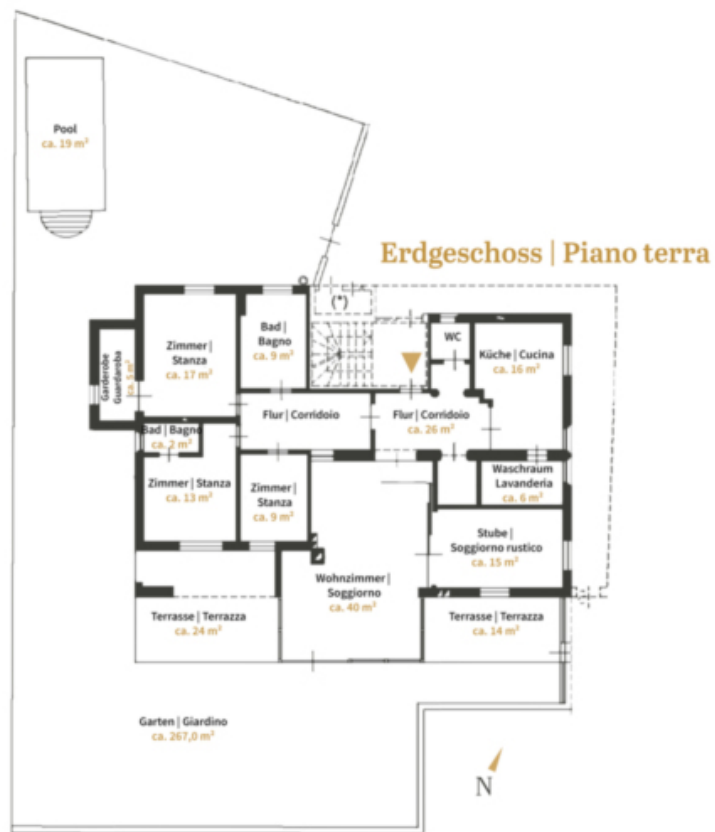 Pool
ca. 19 m²
Erdgeschoss | Piano terra
(*)
Zimmer |
Stanza
ca. 17 m²
Bad |
Bagno
ca. 9 m²
WC
Küche | Cucina
ca. 16 m²
Garderobe
Guardaroba
ca. 5 m²
Flur | Corridoio
Flur | Corridoio
ca. 26 m²
Bad | Bagno
ca. 2 m²
Zimmer | Stanza
ca. 13 m²
Zimmer |
Stanza
ca. 9 m²
Waschraum
Lavanderia
ca. 6 m²
Stube |
Soggiorno rustico
ca. 15 m²
Wohnzimmer |
Soggiorno
ca. 40 m²
Terrasse | Terrazza
ca. 24 m²
Terrasse | Terrazza
ca. 14 m²
Garten | Giardino
ca. 267,0 m²
N